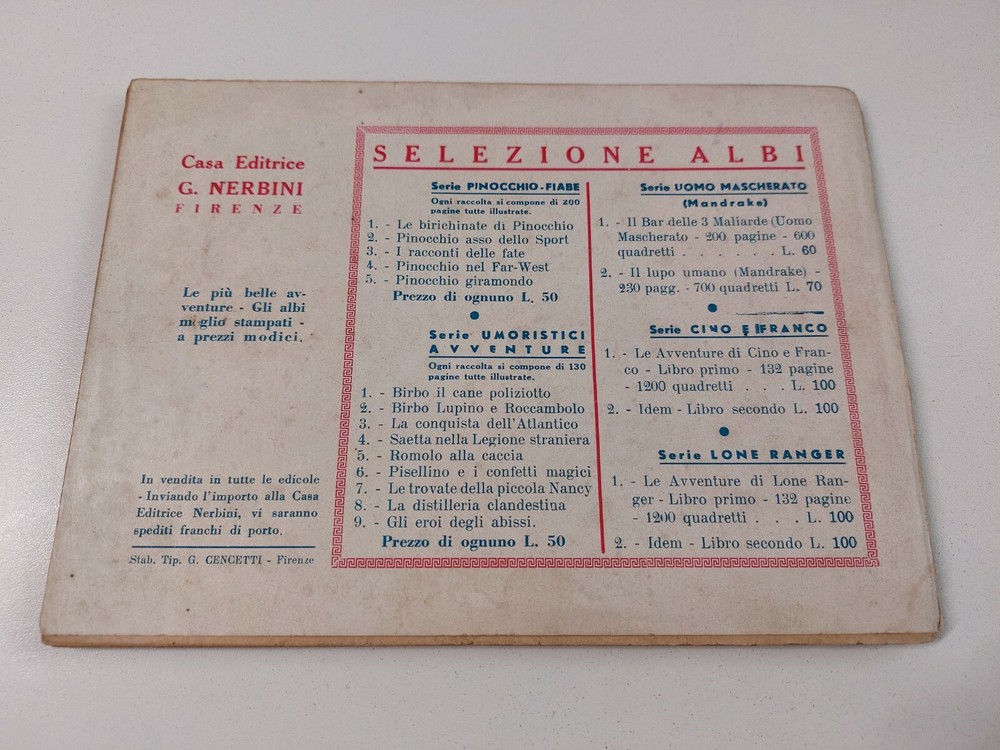 Casa Editrice
G. NERBINI
FIRENZE
Le più belle av-
venture - Gli albi
meglio stampati -
a prezzi modici.
In vendita in tutte le edicole
- Inviando l'importo alla Casa
Editrice Nerbini, vi saranno
spediti franchi di porto.
Stab. Tip. G. CENCETTI - Firenze
SELEZIONE ALBI
Serie PINOCCHIO-FIABE
Ogni raccolta si compone di 200
pagine tutte illustrate.
1. - Le birichinate di Pinocchio
2. - Pinocchio asso dello Sport
3. - I racconti delle fate
4. - Pinocchio nel Far-West
5. - Pinocchio giramondo
Prezzo di ognuno L. 50
Serie UMORISTICI
AVVENTURE
Ogni raccolta si compone di 130
pagine tutte illustrate.
1. - Birbo il cane poliziotto
2. - Birbo Lupino e Roccambolo
3. - La conquista dell'Atlantico
4. - Saetta nella Legione straniera
5. - Romolo alla caccia
6. - Pisellino e i confetti magici
7. - Le trovate della piccola Nancy
8. - La distilleria clandestina
9. - Gli eroi degli abissi.
Prezzo di ognuno L. 50
Serie UOMO MASCHERATO
(Mandrake)
1. - Il Bar delle 3 Maliarde (Uomo
Mascherato - 200 pagine - 600
quadretti . . . . . . L. 60
2. - Il lupo umano (Mandrake) -
230 pagg. - 700 quadretti L. 70
Serie CINO E FRANCO
1. - Le Avventure di Cino e Fran-
co - Libro primo - 132 pagine
- 1200 quadretti . . . L. 100
2. - Idem - Libro secondo L. 100
Serie LONE RANGER
1. - Le Avventure di Lone Ran-
ger - Libro primo - 132 pagine
- 1200 quadretti . . . L. 100
2. - Idem - Libro secondo L. 100